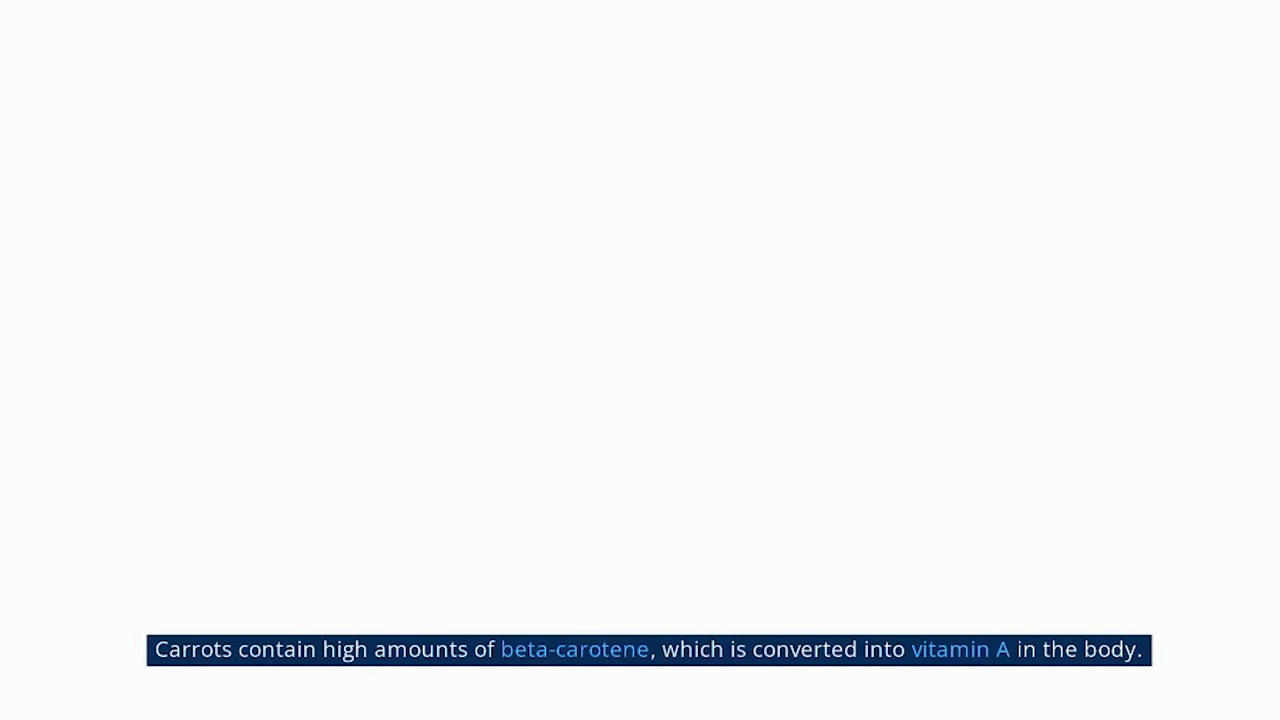 Carrots contain high amounts of beta-carotene, which is converted into vitamin A in the body.